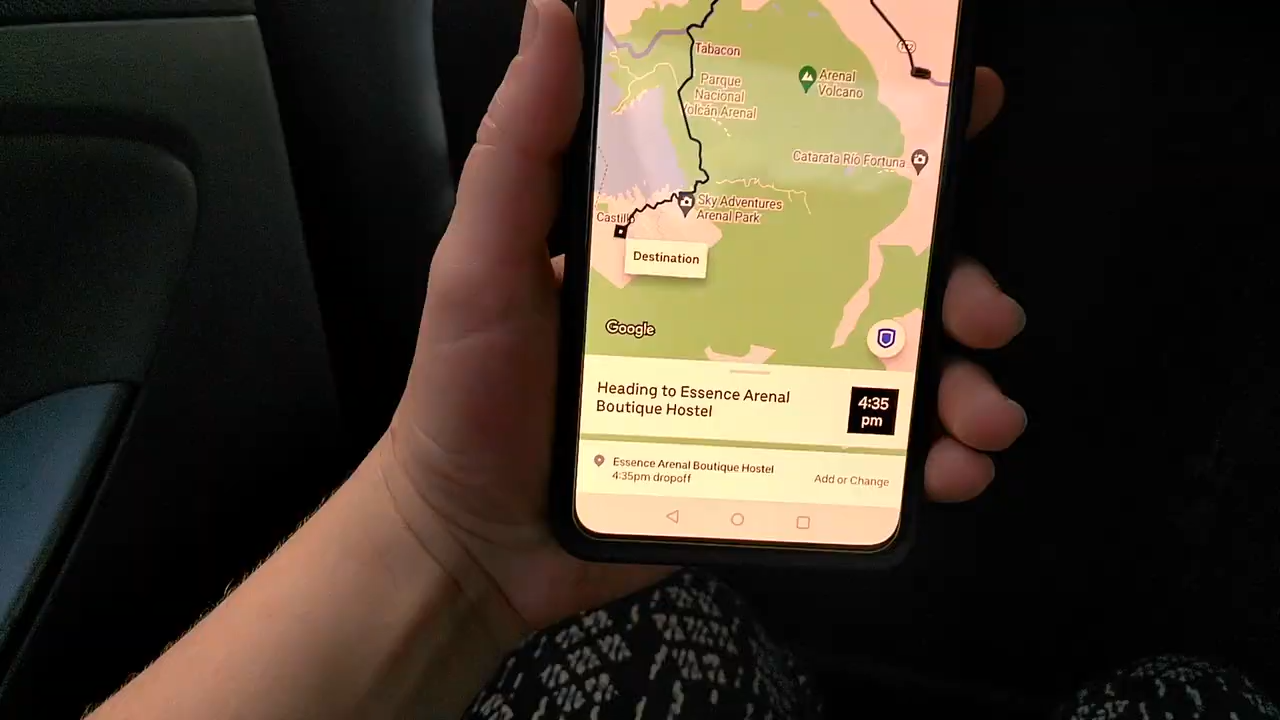 Tabacon
Arenal
Volcano
Parque
Nacional
Volcán Arenal
Catarata Río Fortuna
Sky Adventures
Arenal Park
Castillo
Destination
Google
Heading to Essence Arenal
Boutique Hostel
4:35
pm
Essence Arenal Boutique Hostel
4:35pm dropoff
Add or Change